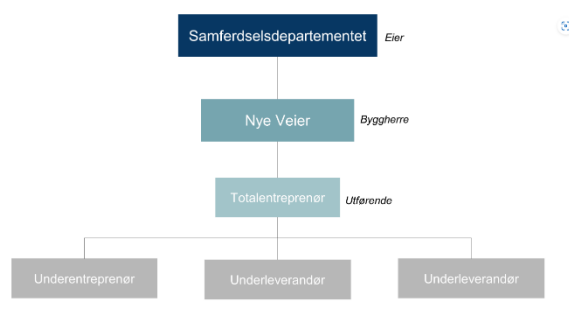 Samferdselsdepartementet
Eier
Nye Veier
Byggherre
Totalentreprenør
Utførende
Underentreprenør
Underleverandør
Underleverandør